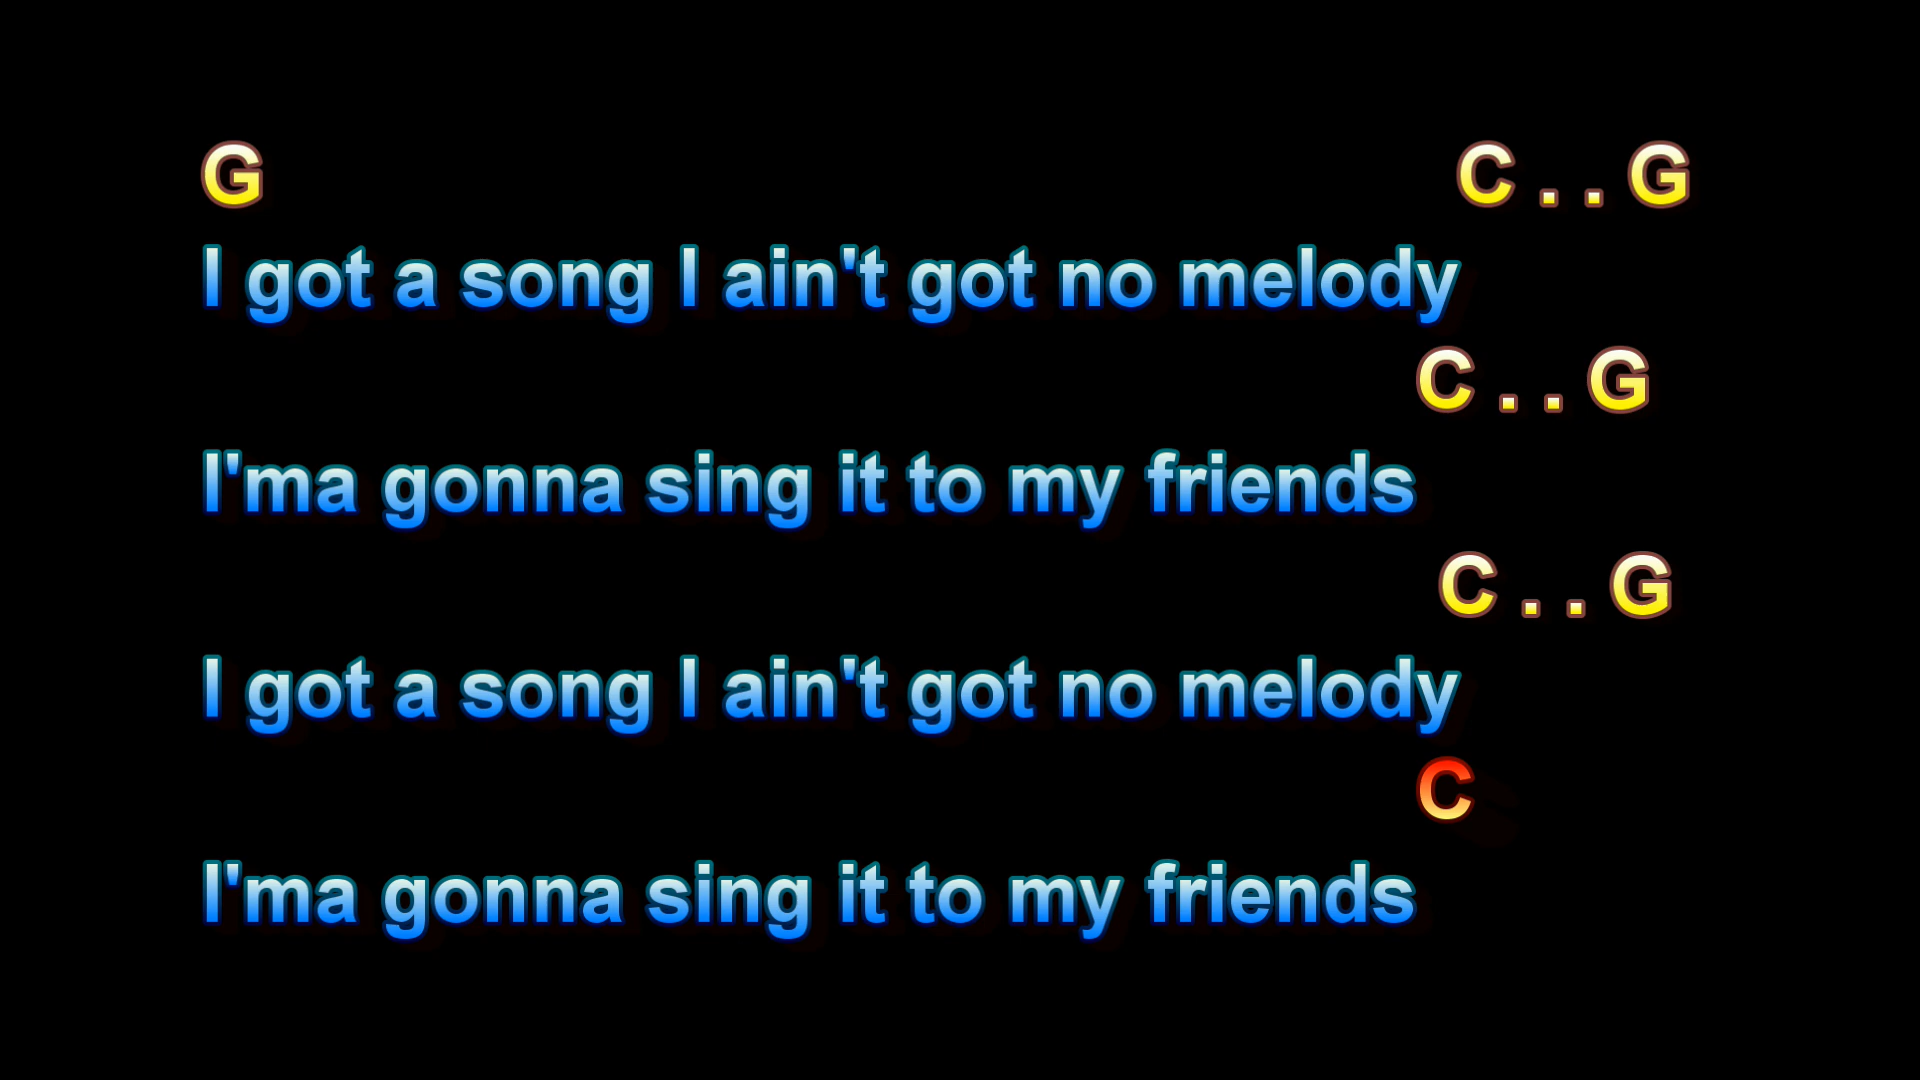 G C . . G
I got a song I ain't got no melody
C . . G
I'ma gonna sing it to my friends
C . . G
I got a song I ain't got no melody
C
I'ma gonna sing it to my friends